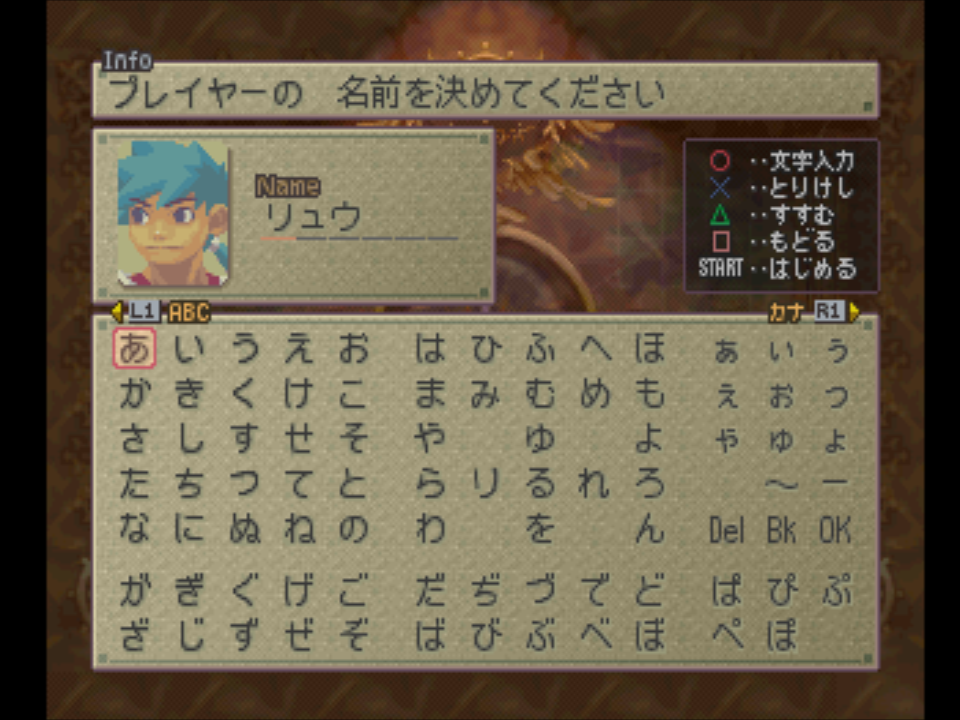 Info
プレイヤーの 名前を決めてください
Name
リュウ
○ ‥文字入力
× ‥とりけし
△ ‥すすむ
□ ‥もどる
START ‥はじめる
L1 ABC
カナ R1
あ い う え お は ひ ふ へ ほ ぁ ぃ ぅ
か き く け こ ま み む め も ぇ ぉ っ
さ し す せ そ や ゆ よ ゃ ゅ ょ
た ち つ て と ら り る れ ろ ～ ー
な に ぬ ね の わ を ん Del Bk OK
が ぎ ぐ げ ご だ ぢ づ で ど ぱ ぴ ぷ
ざ じ ず ぜ ぞ ば び ぶ べ ぼ ぺ ぽ